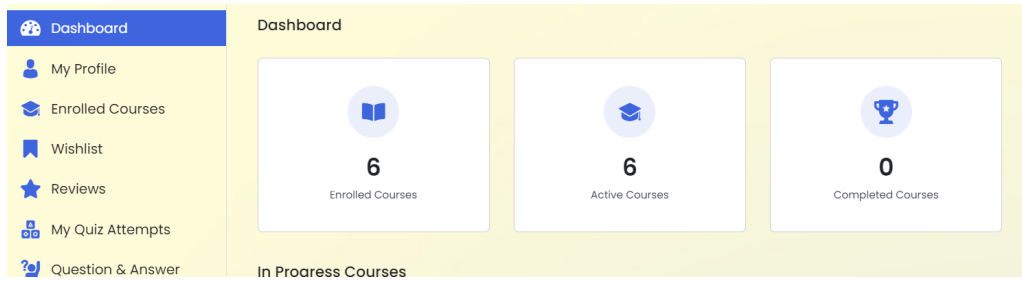 Dashboard
My Profile
Enrolled Courses
Wishlist
Reviews
My Quiz Attempts
Question & Answer
Dashboard
6
Enrolled Courses
6
Active Courses
0
Completed Courses
In Progress Courses